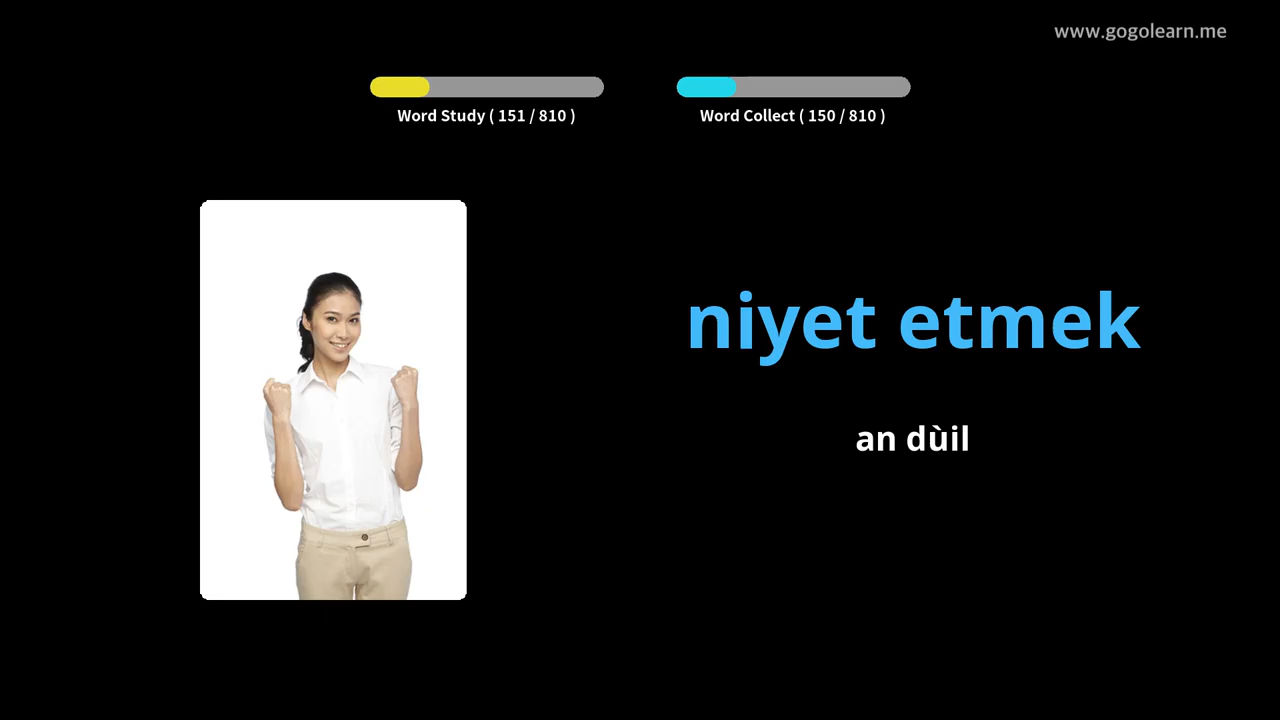 www.gogolearn.me
Word Study ( 151 / 810 )
Word Collect ( 150 / 810 )
niyet etmek
an dùil